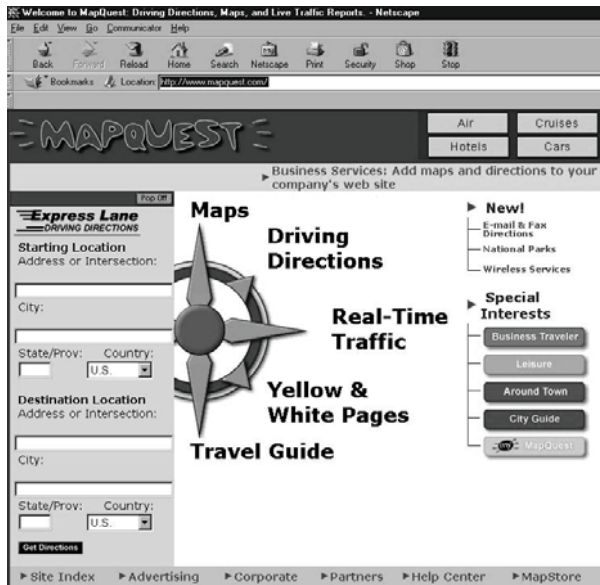 Welcome to MapQuest: Driving Directions, Maps, and Live Traffic Reports. - Netscape
File Edit View Go Communicator Help
Back Forward Reload Home Search Netscape Print Security Shop Stop
Bookmarks Location: http://www.mapquest.com/
MAPQUEST
Air Cruises
Hotels Cars
Business Services: Add maps and directions to your
company's web site
Pop Off
Express Lane
DRIVING DIRECTIONS
Starting Location
Address or Intersection:
City:
State/Prov: Country:
U.S.
Destination Location
Address or Intersection:
City:
State/Prov: Country:
U.S.
Get Directions
Maps
Driving
Directions
Real-Time
Traffic
Yellow &
White Pages
Travel Guide
New!
E-mail & Fax
Directions
National Parks
Wireless Services
Special
Interests
Business Traveler
Leisure
Around Town
City Guide
my MapQuest
Site Index Advertising Corporate Partners Help Center MapStore